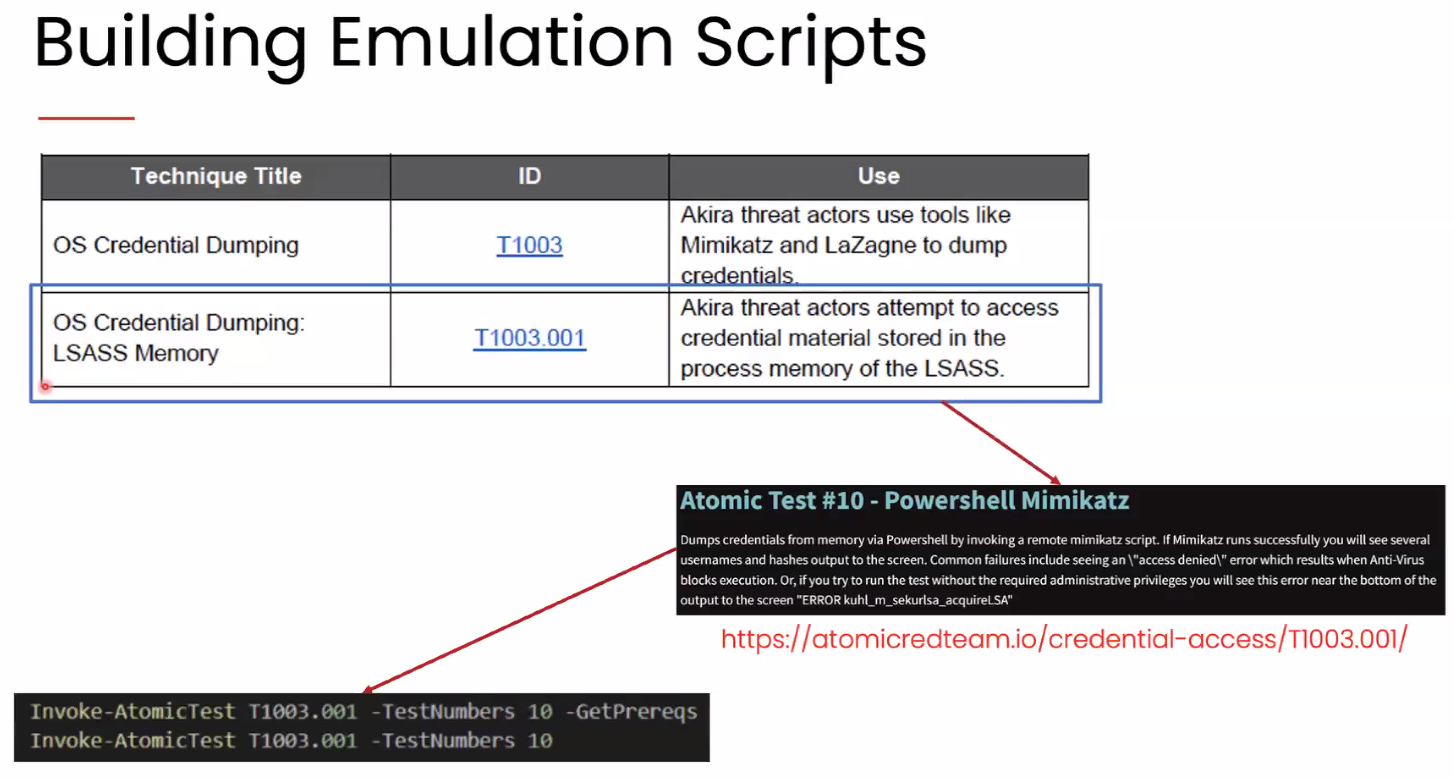 Building Emulation Scripts
Technique Title ID Use
OS Credential Dumping T1003 Akira threat actors use tools like
Mimikatz and LaZagne to dump
credentials.
OS Credential Dumping:
LSASS Memory
T1003.001
Akira threat actors attempt to access
credential material stored in the
process memory of the LSASS.
Atomic Test #10 - Powershell Mimikatz
Dumps credentials from memory via Powershell by invoking a remote mimikatz script. If Mimikatz runs successfully you will see several
usernames and hashes output to the screen. Common failures include seeing an \"access denied\" error which results when Anti-Virus
blocks execution. Or, if you try to run the test without the required administrative privileges you will see this error near the bottom of the
output to the screen "ERROR kuhl_m_sekurlsa_acquireLSA"
https://atomicredteam.io/credential-access/T1003.001/
Invoke-AtomicTest T1003.001 -TestNumbers 10 -GetPrereqs
Invoke-AtomicTest T1003.001 -TestNumbers 10